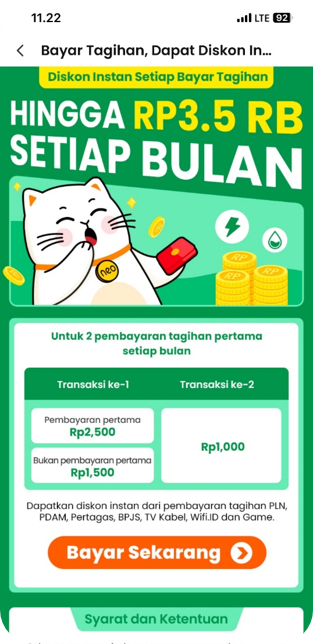 11.22
LTE 92
Bayar Tagihan, Dapat Diskon In...
Diskon Instan Setiap Bayar Tagihan
HINGGA RP3.5 RB
SETIAP BULAN
neo
RP
RP
RP
Untuk 2 pembayaran tagihan pertama
setiap bulan
Transaksi ke-1
Transaksi ke-2
Pembayaran pertama
Rp2,500
Bukan pembayaran pertama
Rp1,500
Rp1,000
Dapatkan diskon instan dari pembayaran tagihan PLN,
PDAM, Pertagas, BPJS, TV Kabel, Wifi.ID dan Game.
Bayar Sekarang
Syarat dan Ketentuan